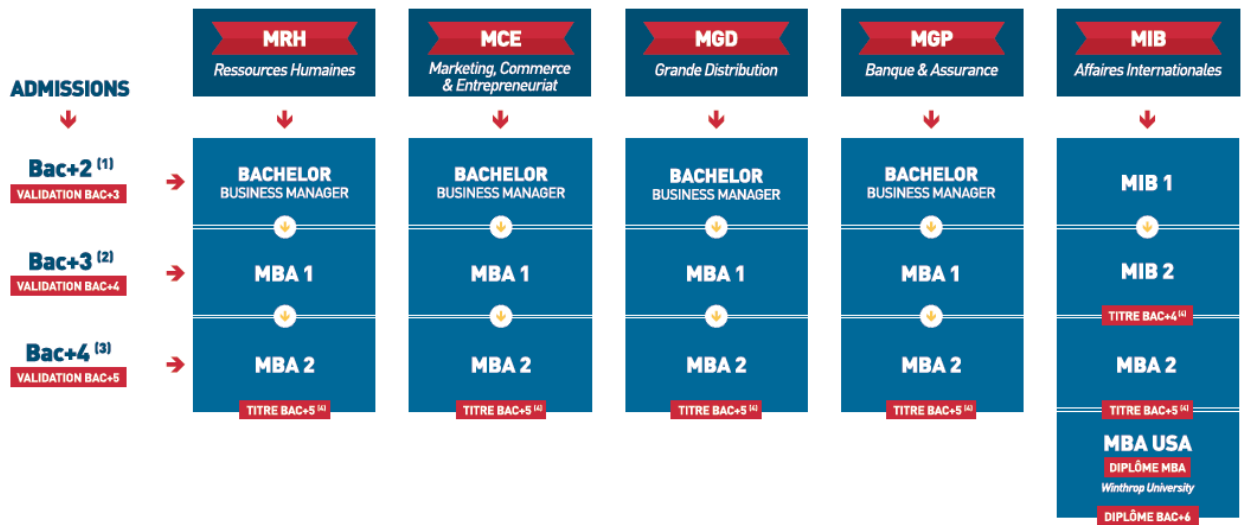 MRH
Ressources Humaines
MCE
Marketing, Commerce
& Entrepreneuriat
MGD
Grande Distribution
MGP
Banque & Assurance
MIB
Affaires Internationales
ADMISSIONS
Bac+2 (1)
VALIDATION BAC+3
BACHELOR
BUSINESS MANAGER
BACHELOR
BUSINESS MANAGER
BACHELOR
BUSINESS MANAGER
BACHELOR
BUSINESS MANAGER
MIB 1
Bac+3 (2)
VALIDATION BAC+4
MBA 1
MBA 1
MBA 1
MBA 1
MIB 2
TITRE BAC+4 (4)
Bac+4 (3)
VALIDATION BAC+5
MBA 2
MBA 2
MBA 2
MBA 2
MBA 2
TITRE BAC+5 (4)
TITRE BAC+5 (4)
TITRE BAC+5 (4)
TITRE BAC+5 (4)
TITRE BAC+5 (4)
MBA USA
DIPLÔME MBA
Winthrop University
DIPLÔME BAC+6